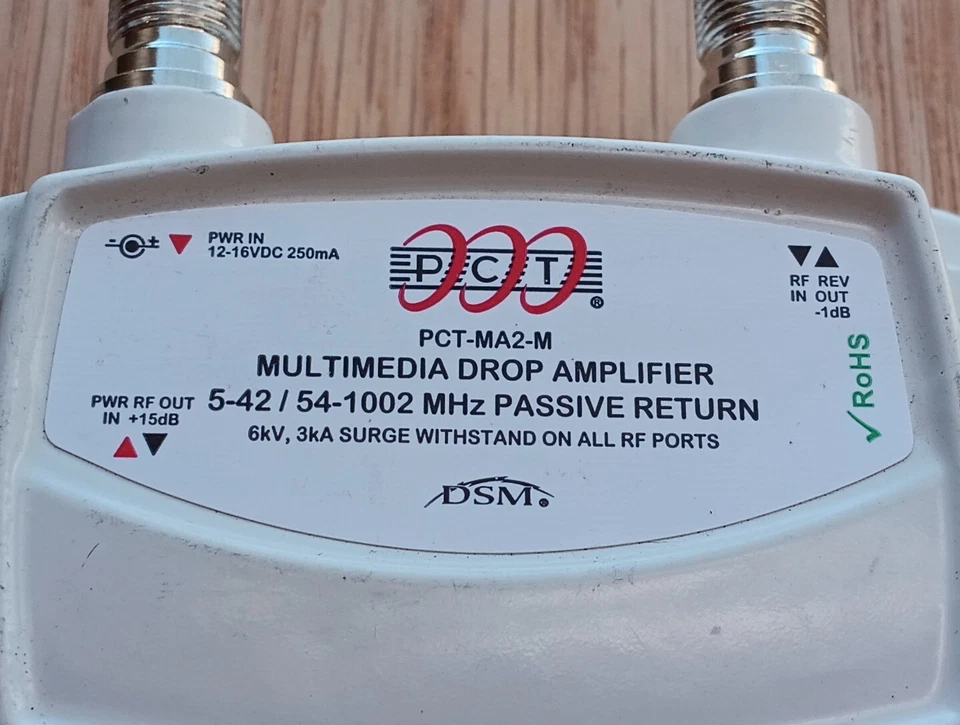 PWR IN
12-16VDC 250mA
PCT®
RF REV
IN OUT
-1dB
PCT-MA2-M
MULTIMEDIA DROP AMPLIFIER
5-42 / 54-1002 MHz PASSIVE RETURN
6kV, 3kA SURGE WITHSTAND ON ALL RF PORTS
PWR RF OUT
IN +15dB
✓RoHS
DSM®